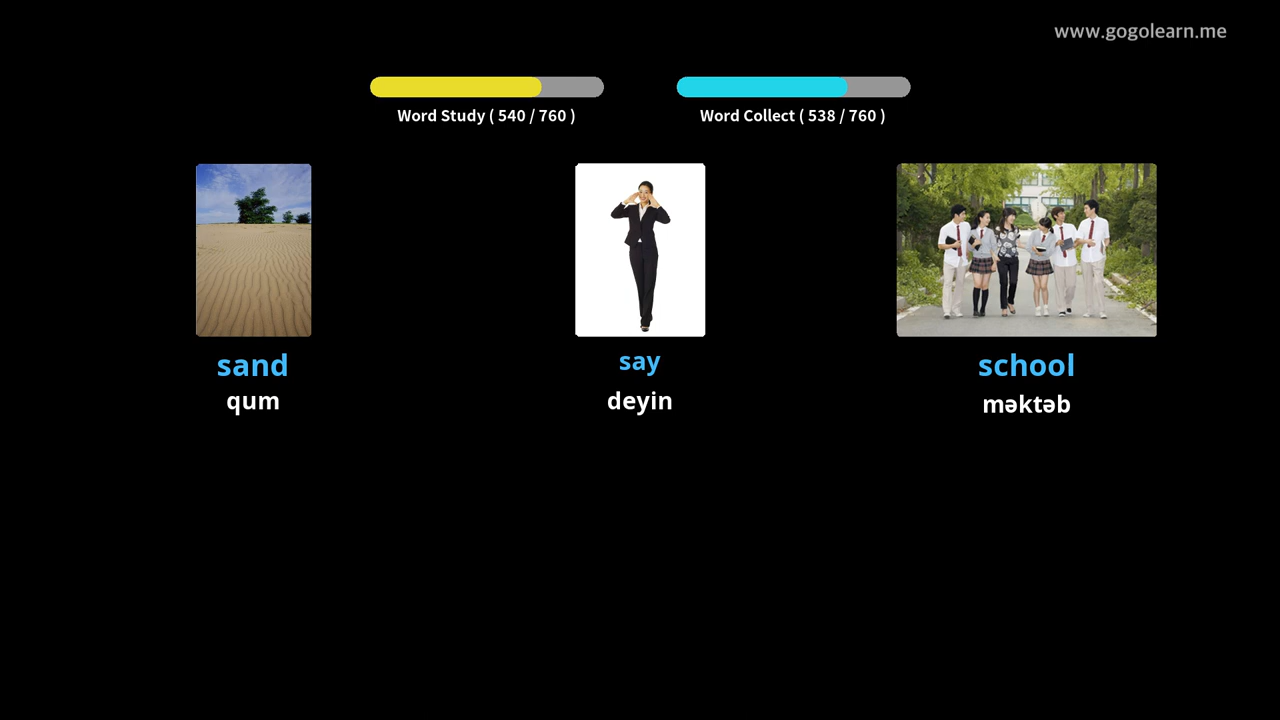 www.gogolearn.me
Word Study ( 540 / 760 )
Word Collect ( 538 / 760 )
sand
say
school
qum
deyin
məktəb